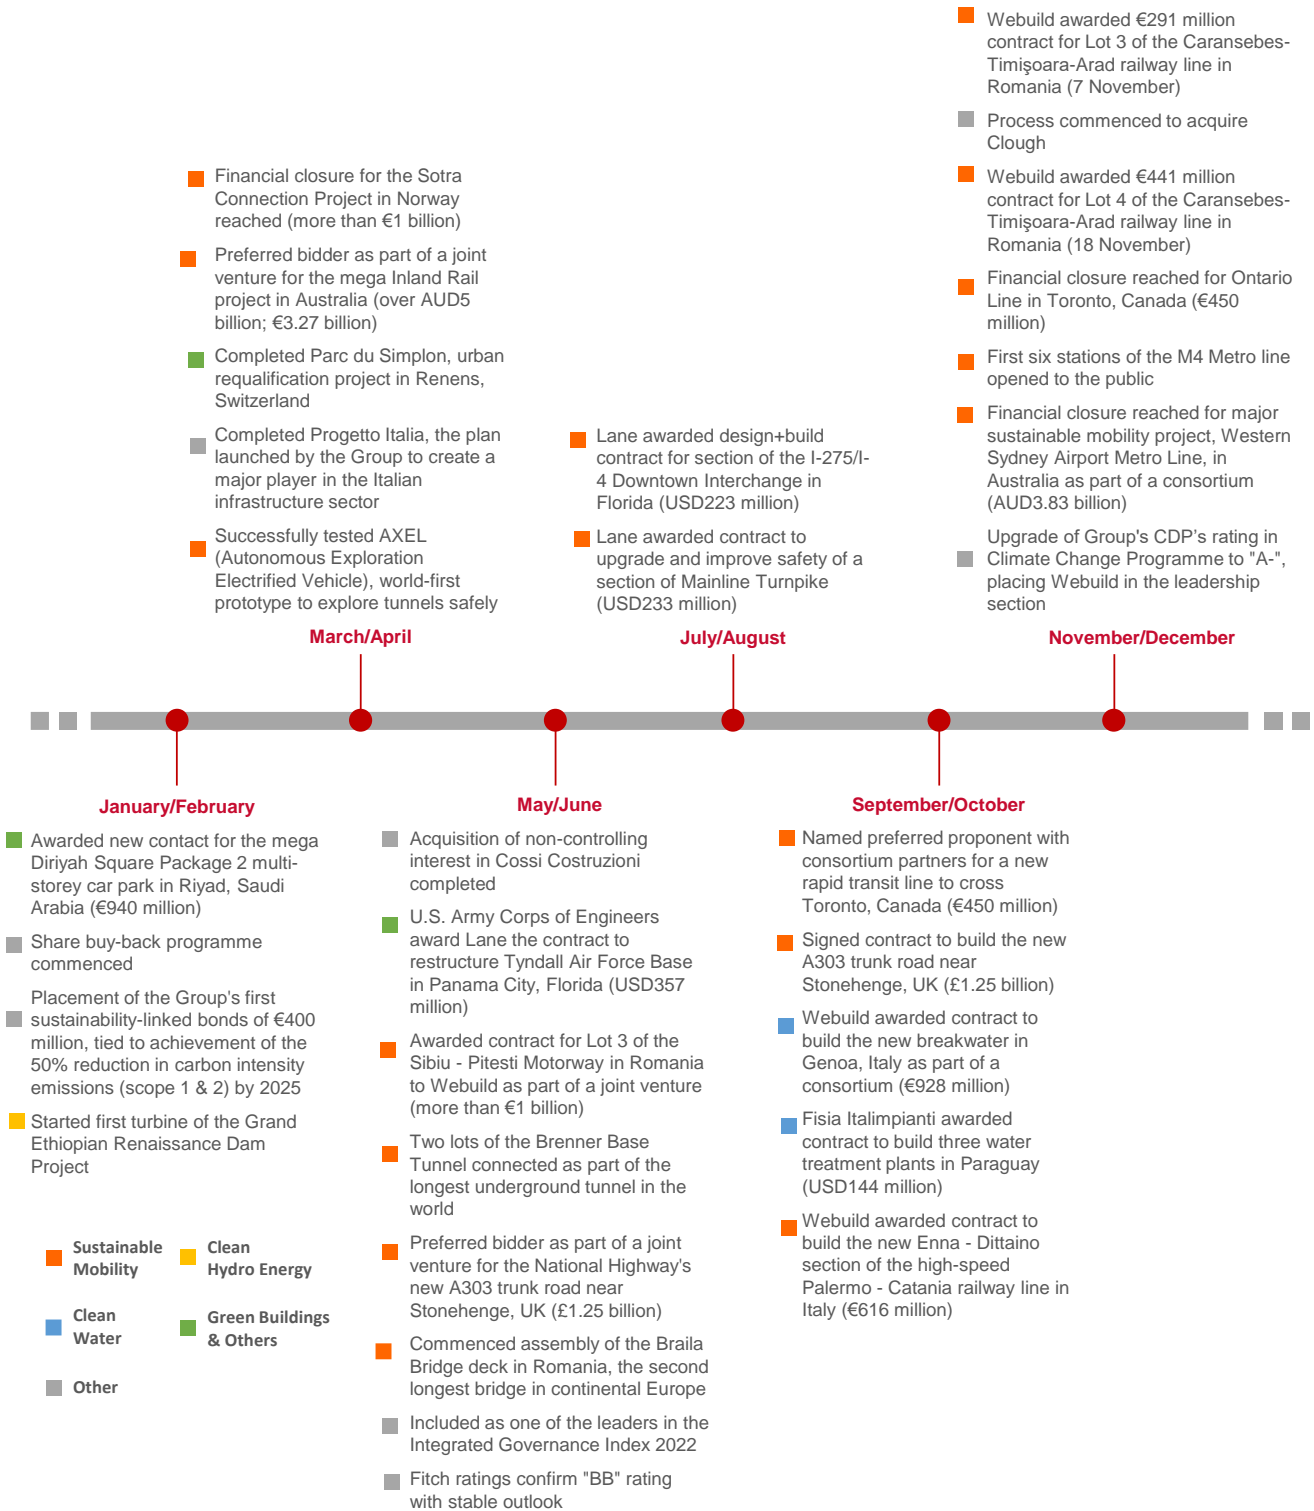 Financial closure for the Sotra
Connection Project in Norway
reached (more than €1 billion)
Preferred bidder as part of a joint
venture for the mega Inland Rail
project in Australia (over AUD5
billion; €3.27 billion)
Completed Parc du Simplon, urban
requalification project in Renens,
Switzerland
Completed Progetto Italia, the plan
launched by the Group to create a
major player in the Italian
infrastructure sector
Successfully tested AXEL
(Autonomous Exploration
Electrified Vehicle), world-first
prototype to explore tunnels safely
March/April
Lane awarded design+build
contract for section of the I-275/I-
4 Downtown Interchange in
Florida (USD223 million)
Lane awarded contract to
upgrade and improve safety of a
section of Mainline Turnpike
(USD233 million)
July/August
Webuild awarded €291 million
contract for Lot 3 of the Caransebes-
Timişoara-Arad railway line in
Romania (7 November)
Process commenced to acquire
Clough
Webuild awarded €441 million
contract for Lot 4 of the Caransebes-
Timişoara-Arad railway line in
Romania (18 November)
Financial closure reached for Ontario
Line in Toronto, Canada (€450
million)
First six stations of the M4 Metro line
opened to the public
Financial closure reached for major
sustainable mobility project, Western
Sydney Airport Metro Line, in
Australia as part of a consortium
(AUD3.83 billion)
Upgrade of Group's CDP’s rating in
Climate Change Programme to "A-",
placing Webuild in the leadership
section
November/December
January/February
Awarded new contact for the mega
Diriyah Square Package 2 multi-
storey car park in Riyad, Saudi
Arabia (€940 million)
Share buy-back programme
commenced
Placement of the Group's first
sustainability-linked bonds of €400
million, tied to achievement of the
50% reduction in carbon intensity
emissions (scope 1 & 2) by 2025
Started first turbine of the Grand
Ethiopian Renaissance Dam
Project
Sustainable
Mobility
Clean
Hydro Energy
Clean
Water
Green Buildings
& Others
Other
May/June
Acquisition of non-controlling
interest in Cossi Costruzioni
completed
U.S. Army Corps of Engineers
award Lane the contract to
restructure Tyndall Air Force Base
in Panama City, Florida (USD357
million)
Awarded contract for Lot 3 of the
Sibiu - Pitesti Motorway in Romania
to Webuild as part of a joint venture
(more than €1 billion)
Two lots of the Brenner Base
Tunnel connected as part of the
longest underground tunnel in the
world
Preferred bidder as part of a joint
venture for the National Highway's
new A303 trunk road near
Stonehenge, UK (£1.25 billion)
Commenced assembly of the Braila
Bridge deck in Romania, the second
longest bridge in continental Europe
Included as one of the leaders in the
Integrated Governance Index 2022
Fitch ratings confirm "BB" rating
with stable outlook
September/October
Named preferred proponent with
consortium partners for a new
rapid transit line to cross
Toronto, Canada (€450 million)
Signed contract to build the new
A303 trunk road near
Stonehenge, UK (£1.25 billion)
Webuild awarded contract to
build the new breakwater in
Genoa, Italy as part of a
consortium (€928 million)
Fisia Italimpianti awarded
contract to build three water
treatment plants in Paraguay
(USD144 million)
Webuild awarded contract to
build the new Enna - Dittaino
section of the high-speed
Palermo - Catania railway line in
Italy (€616 million)